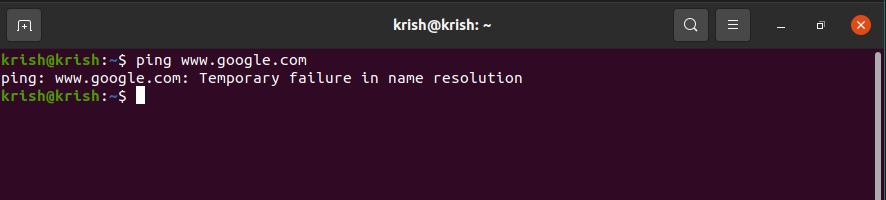 krish@krish: ~
krish@krish:~$ ping www.google.com
ping: www.google.com: Temporary failure in name resolution
krish@krish:~$